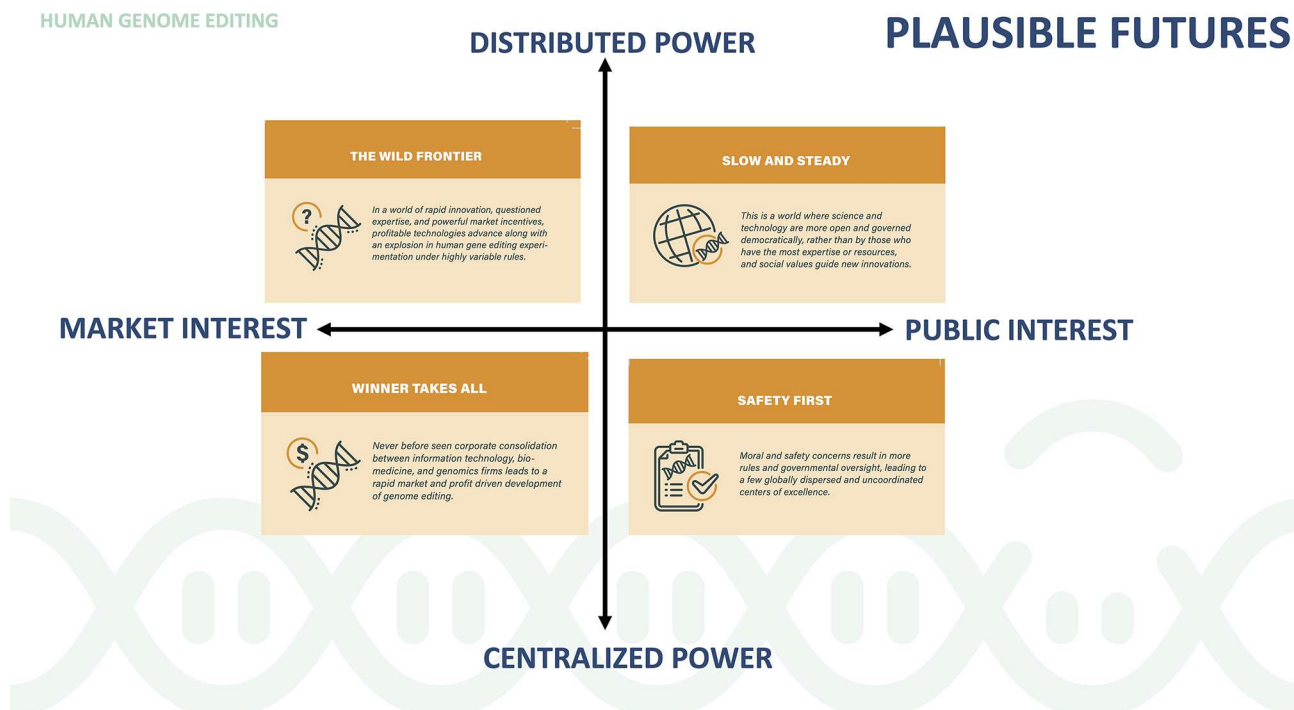 HUMAN GENOME EDITING
PLAUSIBLE FUTURES
DISTRIBUTED POWER
THE WILD FRONTIER
?
In a world of rapid innovation, questioned
expertise, and powerful market incentives,
profitable technologies advance along with
an explosion in human gene editing experi-
mentation under highly variable rules.
SLOW AND STEADY
This is a world where science and
technology are more open and governed
democratically, rather than by those who
have the most expertise or resources,
and social values guide new innovations.
MARKET INTEREST
PUBLIC INTEREST
WINNER TAKES ALL
$
Never before seen corporate consolidation
between information technology, bio-
medicine, and genomics firms leads to a
rapid market and profit driven development
of genome editing.
SAFETY FIRST
Moral and safety concerns result in more
rules and governmental oversight, leading to
a few globally dispersed and uncoordinated
centers of excellence.
CENTRALIZED POWER